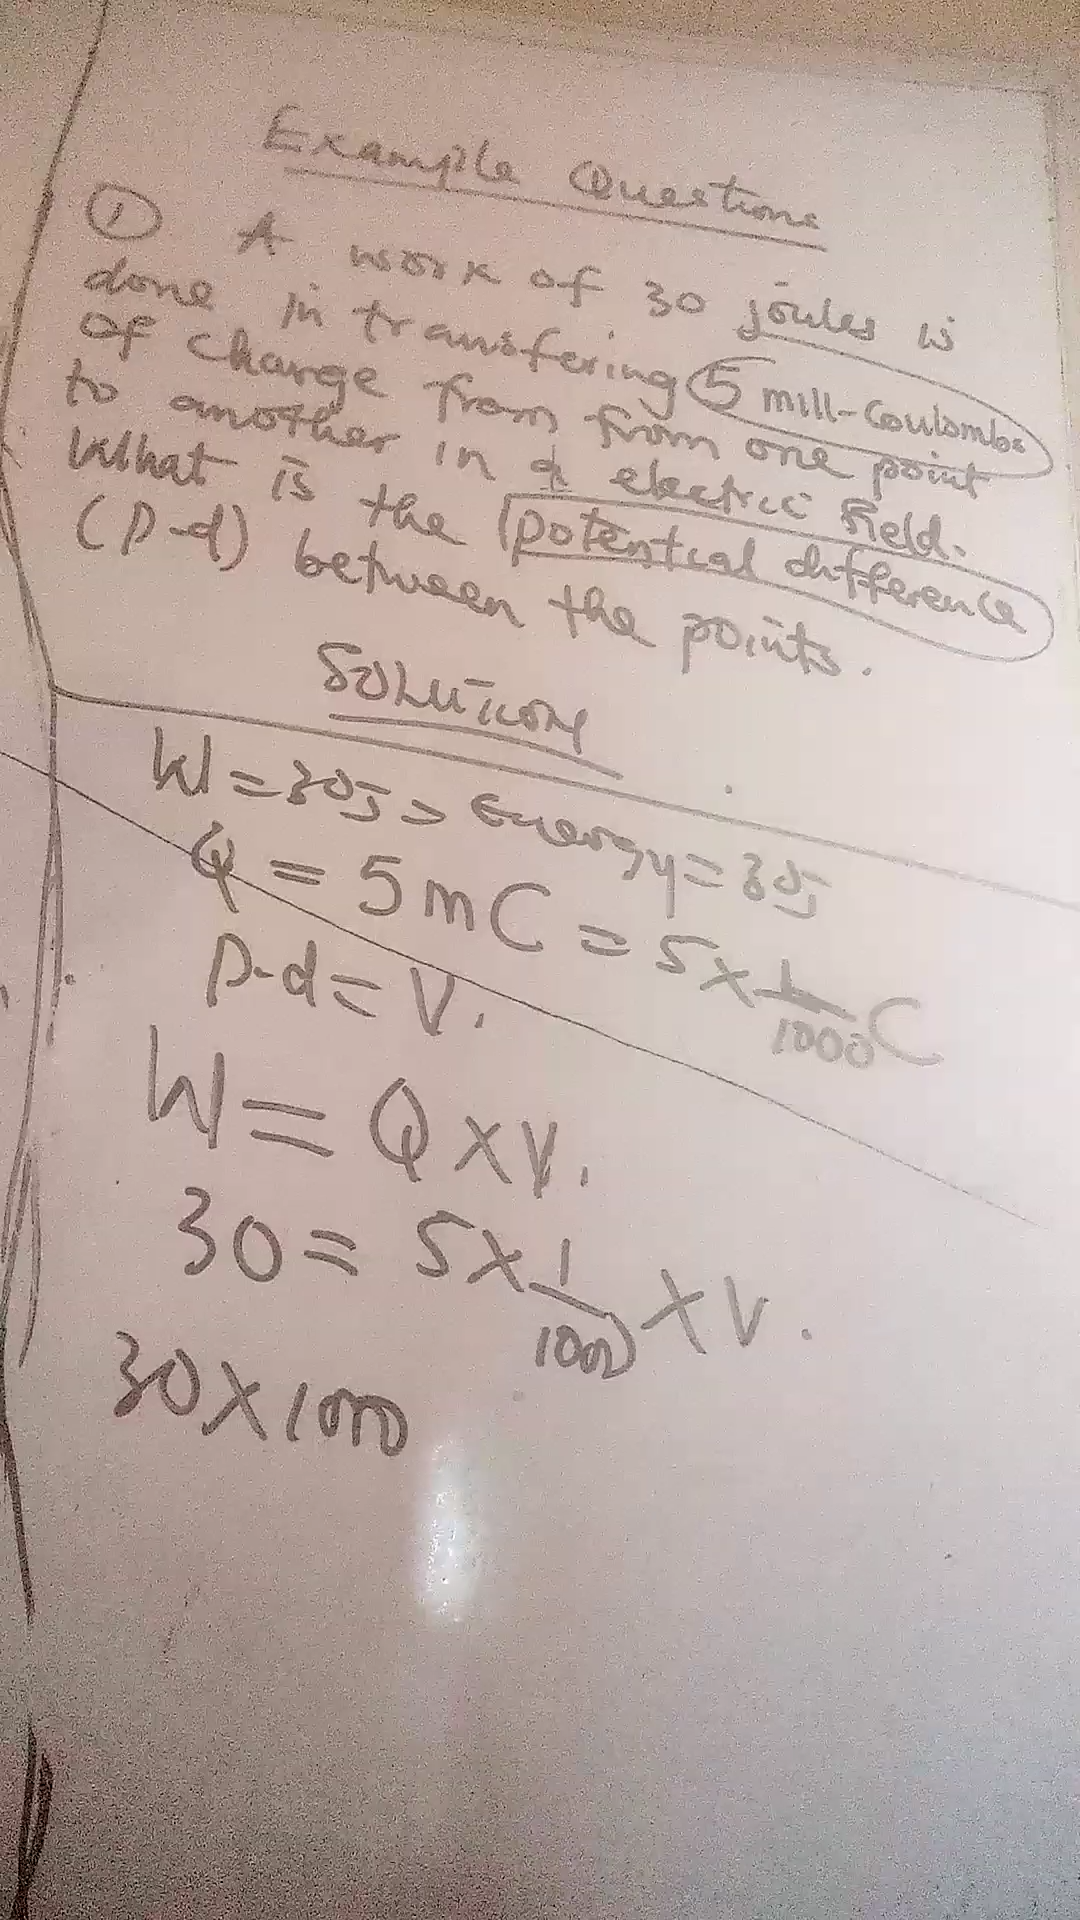 Example Questions
① A work of 30 joules is
done in transfering 5 mill-Coulombs
of charge from from one point
to another in a electric field.
What is the potential difference
(P-d) between the points.
SOLUTION
W = 30J = Energy = 30J
Q = 5mC = 5 × 1/1000 C
P-d = V.
W = Q × V.
30 = 5 × 1/1000 × V.
30 × 1000